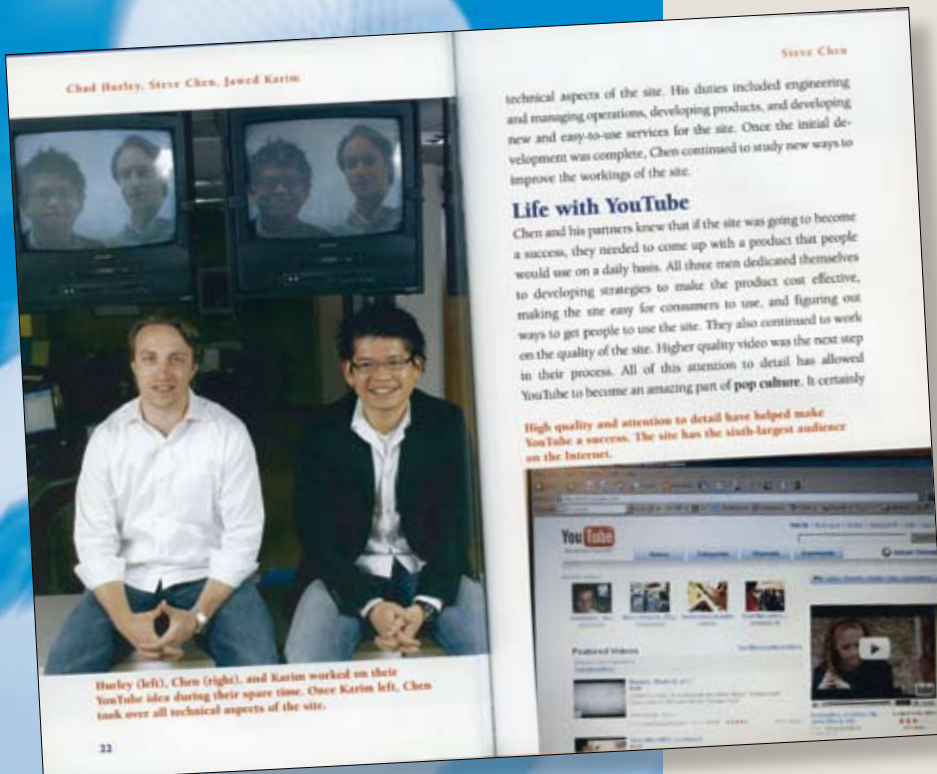 Chad Hurley, Steve Chen, Jawed Karim
Hurley (left), Chen (right), and Karim worked on their
YouTube idea during their spare time. Once Karim left, Chen
took over all technical aspects of the site.
22
Steve Chen
technical aspects of the site. His duties included engineering
and managing operations, developing products, and developing
new and easy-to-use services for the site. Once the initial de-
velopment was complete, Chen continued to study new ways to
improve the workings of the site.
Life with YouTube
Chen and his partners knew that if the site was going to become
a success, they needed to come up with a product that people
would use on a daily basis. All three men dedicated themselves
to developing strategies to make the product cost effective,
making the site easy for consumers to use, and figuring out
ways to get people to use the site. They also continued to work
on the quality of the site. Higher quality video was the next step
in their process. All of this attention to detail has allowed
YouTube to become an amazing part of pop culture. It certainly
High quality and attention to detail have helped make
YouTube a success. The site has the sixth-largest audience
on the Internet.
YouTube
Videos Categories Channels Community
Featured Videos